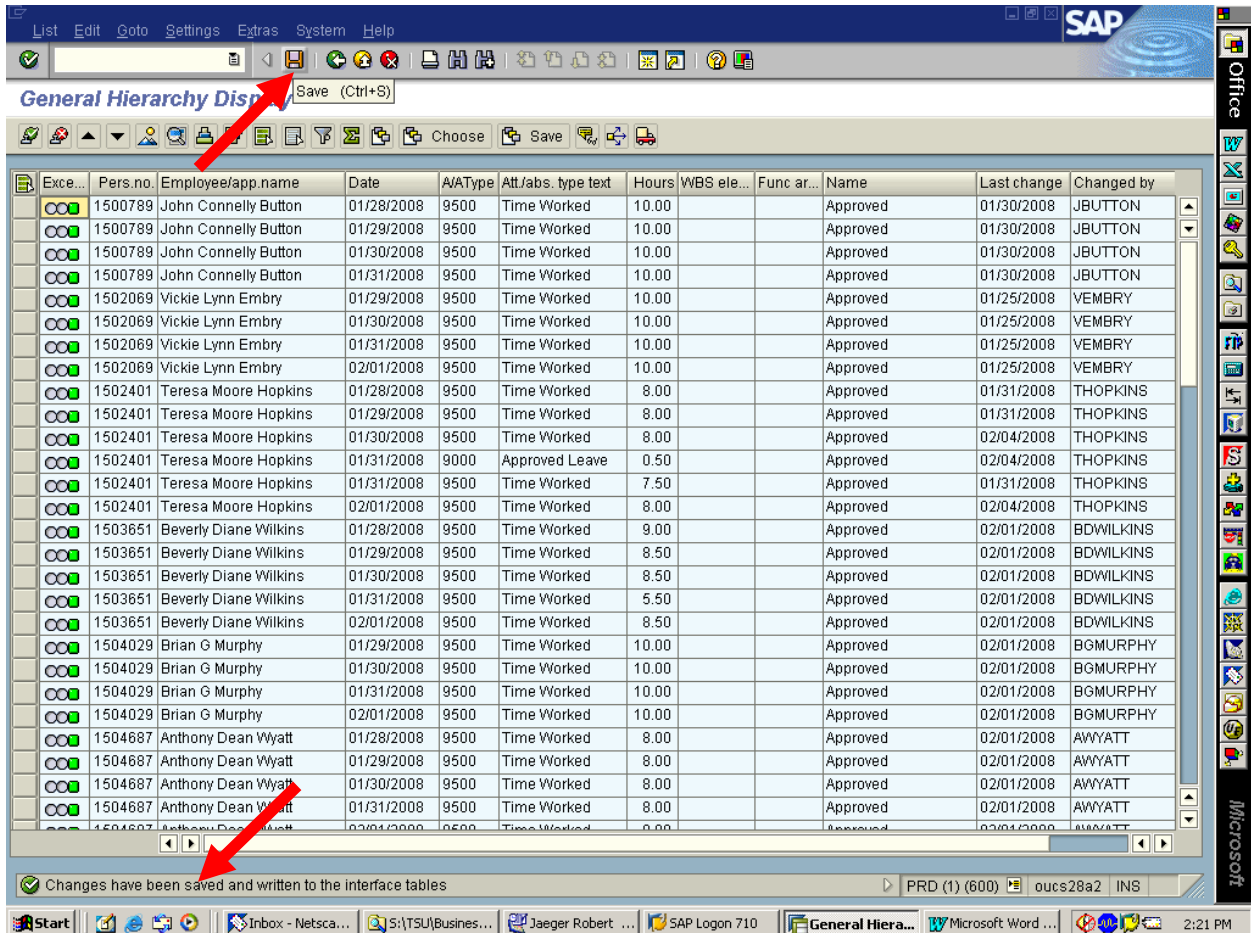 List Edit Goto Settings Extras System Help
SAP
Save (Ctrl+S)
General Hierarchy Display
Choose Save
Exce... Pers.no. Employee/app.name Date A/AType Att./abs. type text Hours WBS ele... Func ar... Name Last change Changed by
1500789 John Connelly Button 01/28/2008 9500 Time Worked 10.00 Approved 01/30/2008 JBUTTON
1500789 John Connelly Button 01/29/2008 9500 Time Worked 10.00 Approved 01/30/2008 JBUTTON
1500789 John Connelly Button 01/30/2008 9500 Time Worked 10.00 Approved 01/30/2008 JBUTTON
1500789 John Connelly Button 01/31/2008 9500 Time Worked 10.00 Approved 01/30/2008 JBUTTON
1502069 Vickie Lynn Embry 01/29/2008 9500 Time Worked 10.00 Approved 01/25/2008 VEMBRY
1502069 Vickie Lynn Embry 01/30/2008 9500 Time Worked 10.00 Approved 01/25/2008 VEMBRY
1502069 Vickie Lynn Embry 01/31/2008 9500 Time Worked 10.00 Approved 01/25/2008 VEMBRY
1502069 Vickie Lynn Embry 02/01/2008 9500 Time Worked 10.00 Approved 01/25/2008 VEMBRY
1502401 Teresa Moore Hopkins 01/28/2008 9500 Time Worked 8.00 Approved 01/31/2008 THOPKINS
1502401 Teresa Moore Hopkins 01/29/2008 9500 Time Worked 8.00 Approved 01/31/2008 THOPKINS
1502401 Teresa Moore Hopkins 01/30/2008 9500 Time Worked 8.00 Approved 02/04/2008 THOPKINS
1502401 Teresa Moore Hopkins 01/31/2008 9000 Approved Leave 0.50 Approved 02/04/2008 THOPKINS
1502401 Teresa Moore Hopkins 01/31/2008 9500 Time Worked 7.50 Approved 01/31/2008 THOPKINS
1502401 Teresa Moore Hopkins 02/01/2008 9500 Time Worked 8.00 Approved 02/04/2008 THOPKINS
1503651 Beverly Diane Wilkins 01/28/2008 9500 Time Worked 9.00 Approved 02/01/2008 BDWILKINS
1503651 Beverly Diane Wilkins 01/29/2008 9500 Time Worked 8.50 Approved 02/01/2008 BDWILKINS
1503651 Beverly Diane Wilkins 01/30/2008 9500 Time Worked 8.50 Approved 02/01/2008 BDWILKINS
1503651 Beverly Diane Wilkins 01/31/2008 9500 Time Worked 5.50 Approved 02/01/2008 BDWILKINS
1503651 Beverly Diane Wilkins 02/01/2008 9500 Time Worked 8.50 Approved 02/01/2008 BDWILKINS
1504029 Brian G Murphy 01/29/2008 9500 Time Worked 10.00 Approved 02/01/2008 BGMURPHY
1504029 Brian G Murphy 01/30/2008 9500 Time Worked 10.00 Approved 02/01/2008 BGMURPHY
1504029 Brian G Murphy 01/31/2008 9500 Time Worked 10.00 Approved 02/01/2008 BGMURPHY
1504029 Brian G Murphy 02/01/2008 9500 Time Worked 10.00 Approved 02/01/2008 BGMURPHY
1504687 Anthony Dean Wyatt 01/28/2008 9500 Time Worked 8.00 Approved 02/01/2008 AWYATT
1504687 Anthony Dean Wyatt 01/29/2008 9500 Time Worked 8.00 Approved 02/01/2008 AWYATT
1504687 Anthony Dean Wyatt 01/30/2008 9500 Time Worked 8.00 Approved 02/01/2008 AWYATT
1504687 Anthony Dean Wyatt 01/31/2008 9500 Time Worked 8.00 Approved 02/01/2008 AWYATT
Changes have been saved and written to the interface tables
PRD (1) (600) oucs28a2 INS
Start Inbox - Netsca... S:\TSU\Busines... Jaeger Robert ... SAP Logon 710 General Hiera... Microsoft Word ... 2:21 PM
Office
Microsoft